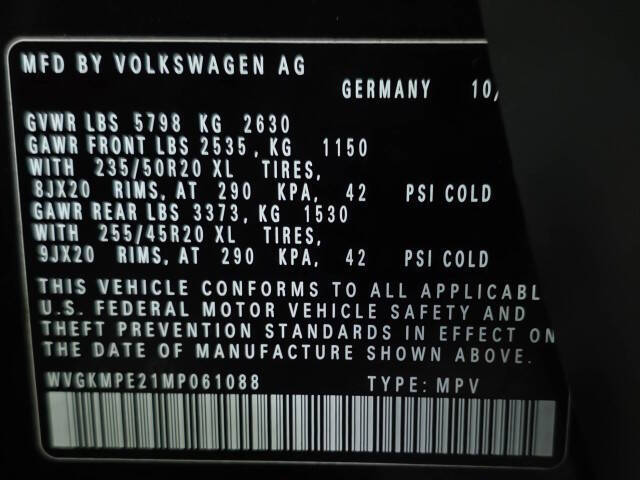 MFD BY VOLKSWAGEN AG
GERMANY 10/
GVWR LBS 5798 KG 2630
GAWR FRONT LBS 2535, KG 1150
WITH 235/50R20 XL TIRES,
8JX20 RIMS, AT 290 KPA, 42 PSI COLD
GAWR REAR LBS 3373, KG 1530
WITH 255/45R20 XL TIRES,
9JX20 RIMS, AT 290 KPA, 42 PSI COLD
THIS VEHICLE CONFORMS TO ALL APPLICABL
U.S. FEDERAL MOTOR VEHICLE SAFETY AND
THEFT PREVENTION STANDARDS IN EFFECT ON
THE DATE OF MANUFACTURE SHOWN ABOVE.
WVGKMPE21MP061088 TYPE: MPV